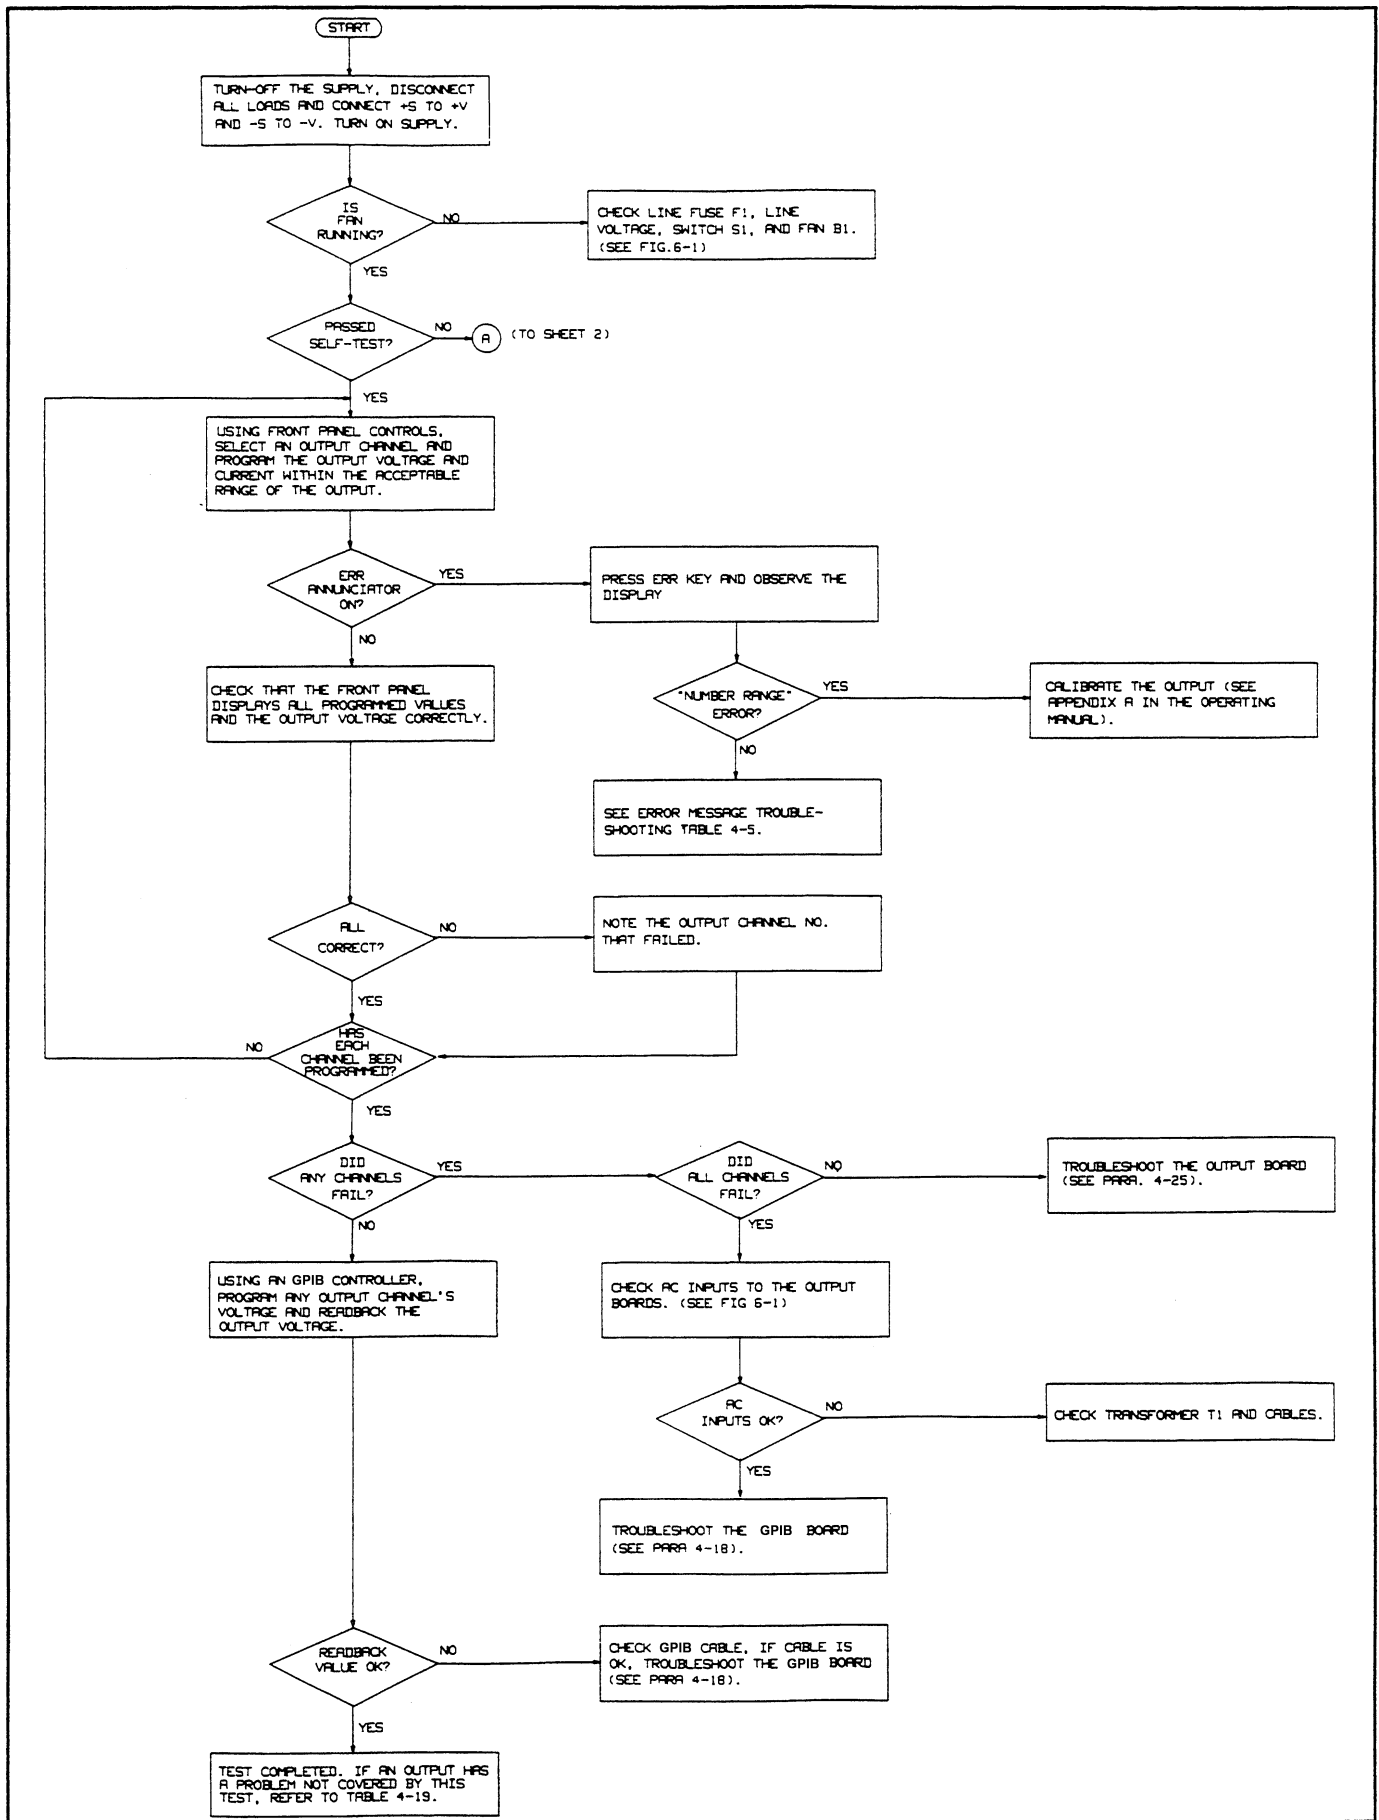 START
TURN-OFF THE SUPPLY, DISCONNECT
ALL LOADS AND CONNECT +S TO +V
AND -S TO -V. TURN ON SUPPLY.
IS
FAN
RUNNING?
NO
CHECK LINE FUSE F1, LINE
VOLTAGE, SWITCH S1, AND FAN B1.
(SEE FIG.6-1)
YES
PASSED
SELF-TEST?
NO
A
(TO SHEET 2)
YES
USING FRONT PANEL CONTROLS,
SELECT AN OUTPUT CHANNEL AND
PROGRAM THE OUTPUT VOLTAGE AND
CURRENT WITHIN THE ACCEPTABLE
RANGE OF THE OUTPUT.
ERR
ANNUNCIATOR
ON?
YES
PRESS ERR KEY AND OBSERVE THE
DISPLAY
NO
CHECK THAT THE FRONT PANEL
DISPLAYS ALL PROGRAMMED VALUES
AND THE OUTPUT VOLTAGE CORRECTLY.
"NUMBER RANGE"
ERROR?
YES
CALIBRATE THE OUTPUT (SEE
APPENDIX A IN THE OPERATING
MANUAL).
NO
SEE ERROR MESSAGE TROUBLE-
SHOOTING TABLE 4-5.
ALL
CORRECT?
NO
NOTE THE OUTPUT CHANNEL NO.
THAT FAILED.
YES
HAS
EACH
CHANNEL BEEN
PROGRAMMED?
NO
YES
DID
ANY CHANNELS
FAIL?
YES
DID
ALL CHANNELS
FAIL?
NO
TROUBLESHOOT THE OUTPUT BOARD
(SEE PARA. 4-25).
NO
YES
USING AN GPIB CONTROLLER,
PROGRAM ANY OUTPUT CHANNEL'S
VOLTAGE AND READBACK THE
OUTPUT VOLTAGE.
CHECK AC INPUTS TO THE OUTPUT
BOARDS. (SEE FIG 6-1)
AC
INPUTS OK?
NO
CHECK TRANSFORMER T1 AND CABLES.
YES
TROUBLESHOOT THE GPIB BOARD
(SEE PARA 4-18).
READBACK
VALUE OK?
NO
CHECK GPIB CABLE, IF CABLE IS
OK, TROUBLESHOOT THE GPIB BOARD
(SEE PARA 4-18).
YES
TEST COMPLETED. IF AN OUTPUT HAS
A PROBLEM NOT COVERED BY THIS
TEST, REFER TO TABLE 4-19.